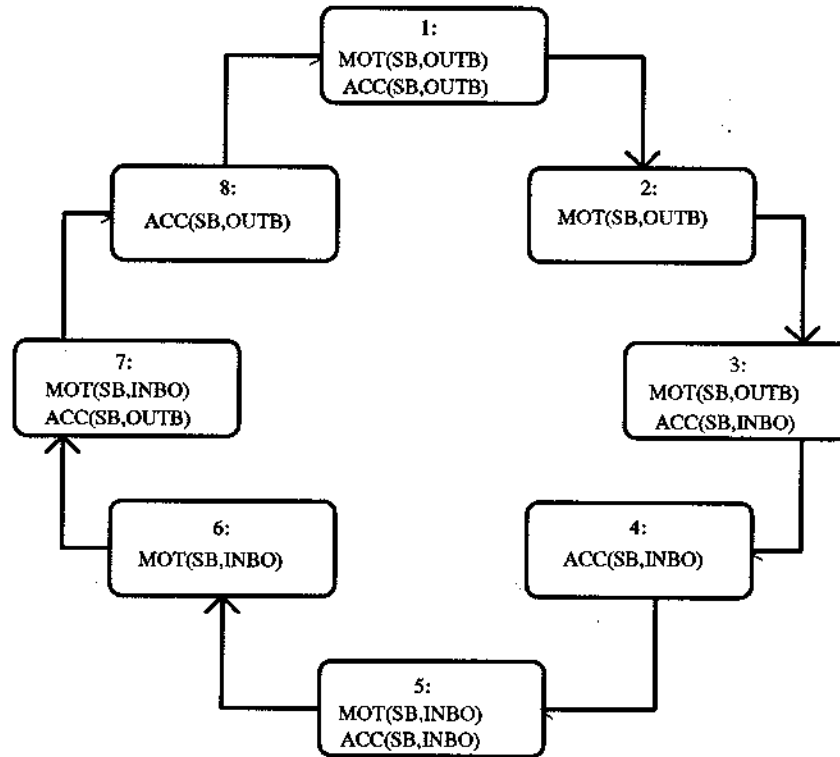 1:
MOT(SB,OUTB)
ACC(SB,OUTB)
2:
MOT(SB,OUTB)
3:
MOT(SB,OUTB)
ACC(SB,INBO)
4:
ACC(SB,INBO)
5:
MOT(SB,INBO)
ACC(SB,INBO)
6:
MOT(SB,INBO)
7:
MOT(SB,INBO)
ACC(SB,OUTB)
8:
ACC(SB,OUTB)